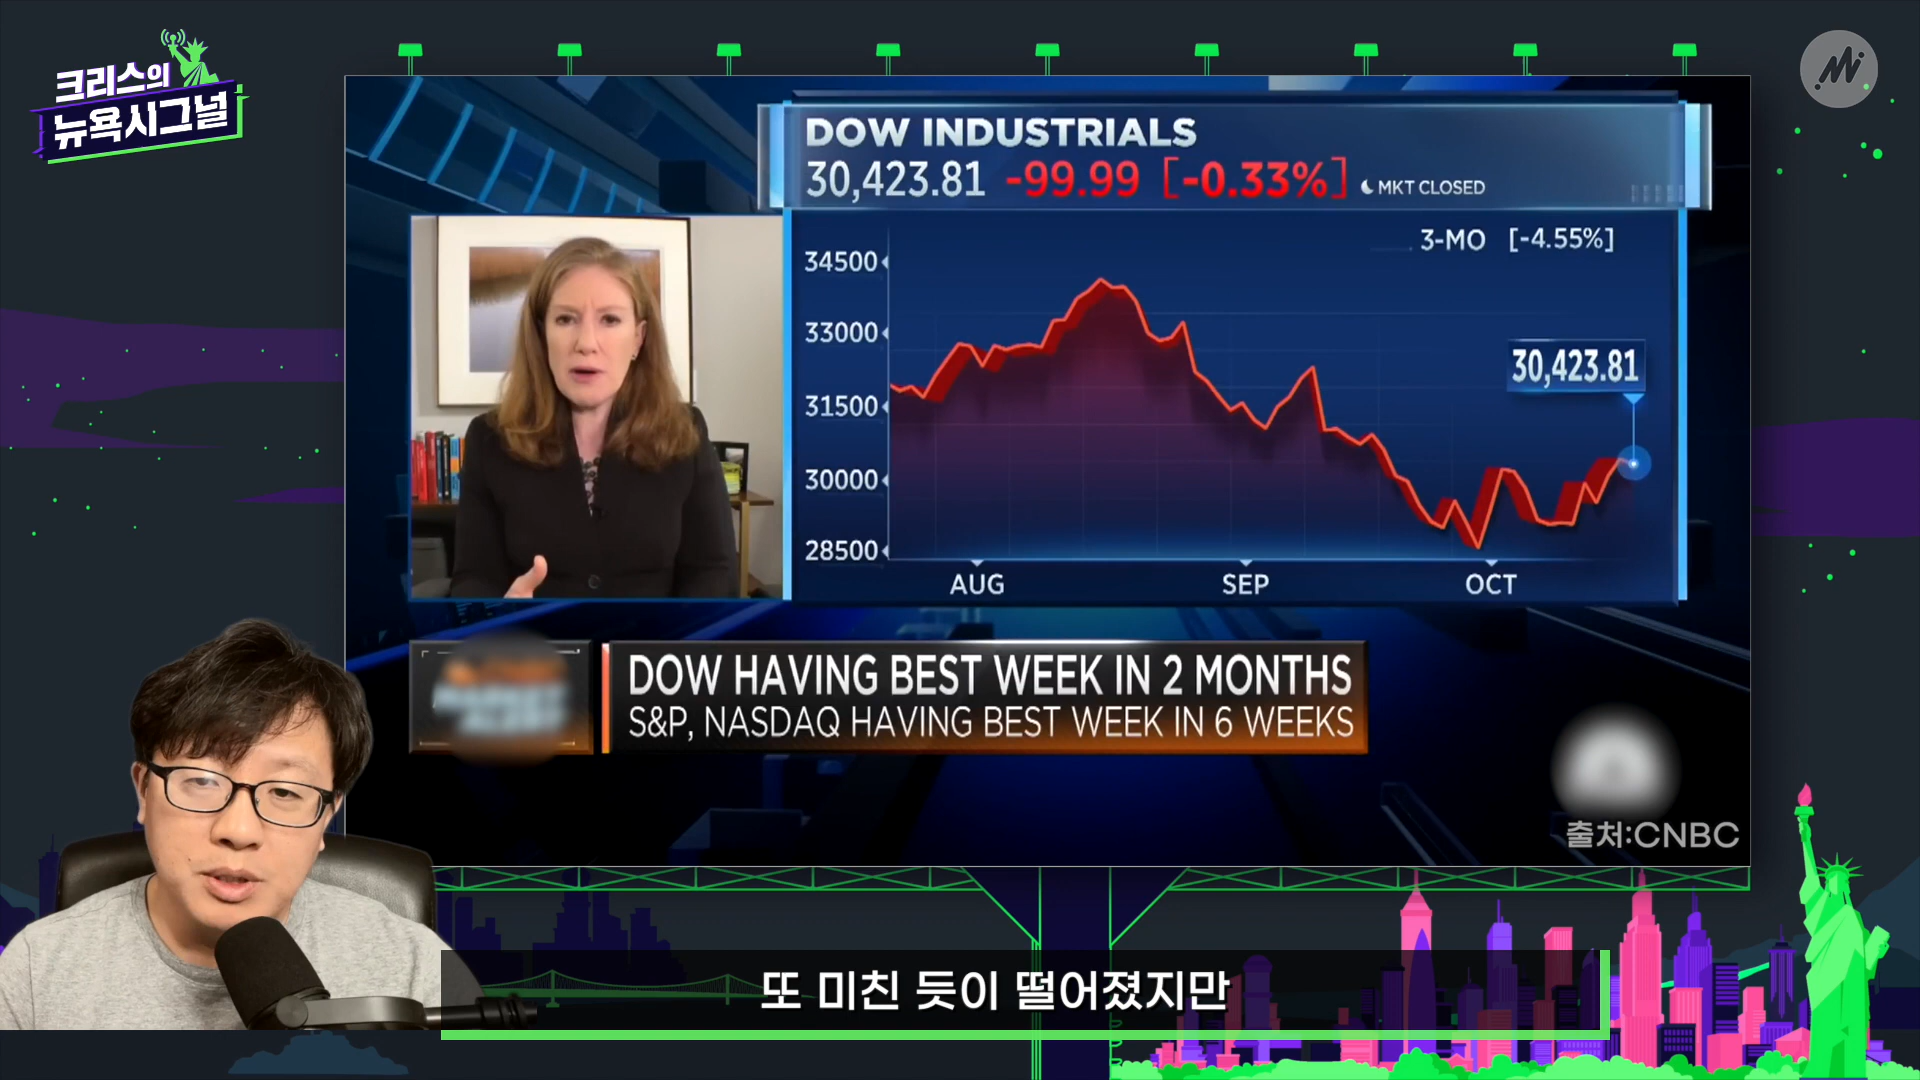 크리스의
뉴욕시그널
DOW INDUSTRIALS
30,423.81 -99.99 [-0.33%] MKT CLOSED
3-MO [-4.55%]
34500
33000
31500
30000
28500
30,423.81
AUG SEP OCT
DOW HAVING BEST WEEK IN 2 MONTHS
S&P, NASDAQ HAVING BEST WEEK IN 6 WEEKS
출처:CNBC
또 미친 듯이 떨어졌지만